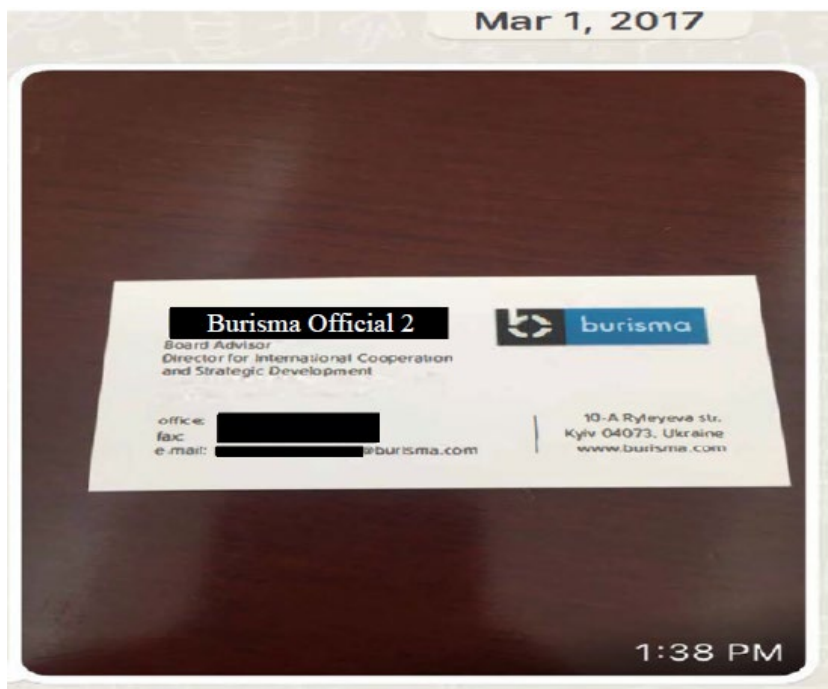 Mar 1, 2017
Burisma Official 2
burisma
Board Advisor
Director for International Cooperation
and Strategic Development
office:
fax:
e-mail: @burisma.com
10-A Ryleyeva str.
Kyiv 04073, Ukraine
www.burisma.com
1:38 PM